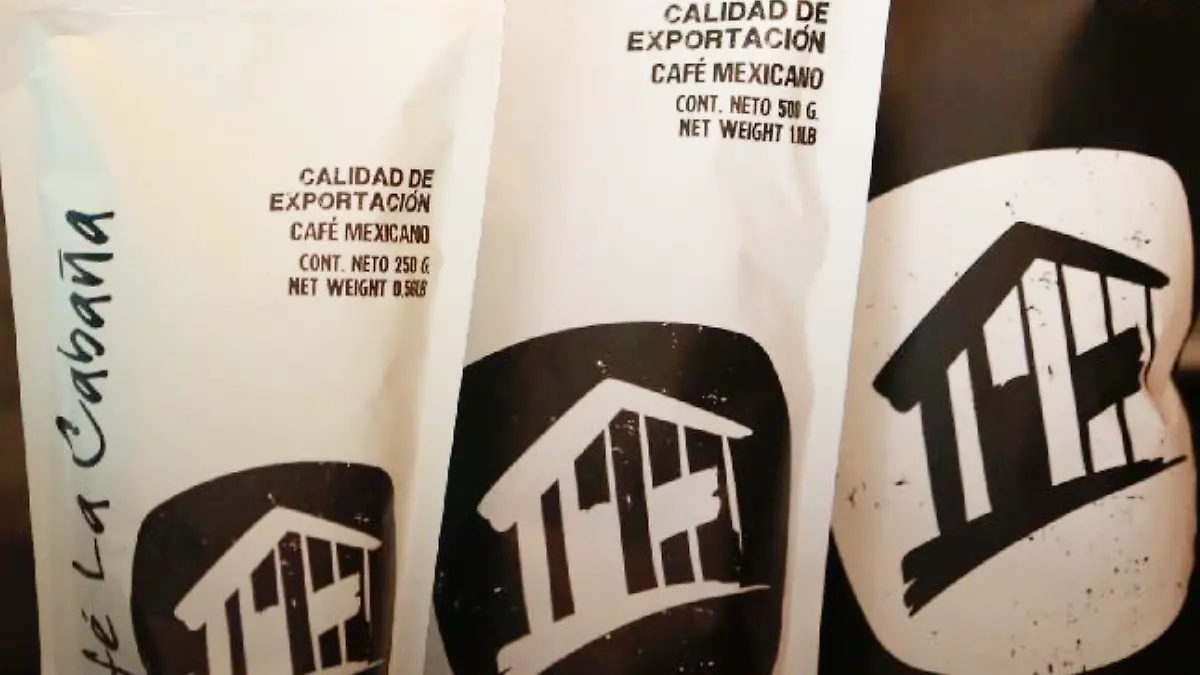 Café La Cabaña
CALIDAD DE
EXPORTACIÓN
CAFÉ MEXICANO
CONT. NETO 250 G.
NET WEIGHT 0.56LB
CALIDAD DE
EXPORTACIÓN
CAFÉ MEXICANO
CONT. NETO 500 G.
NET WEIGHT 1.1LB